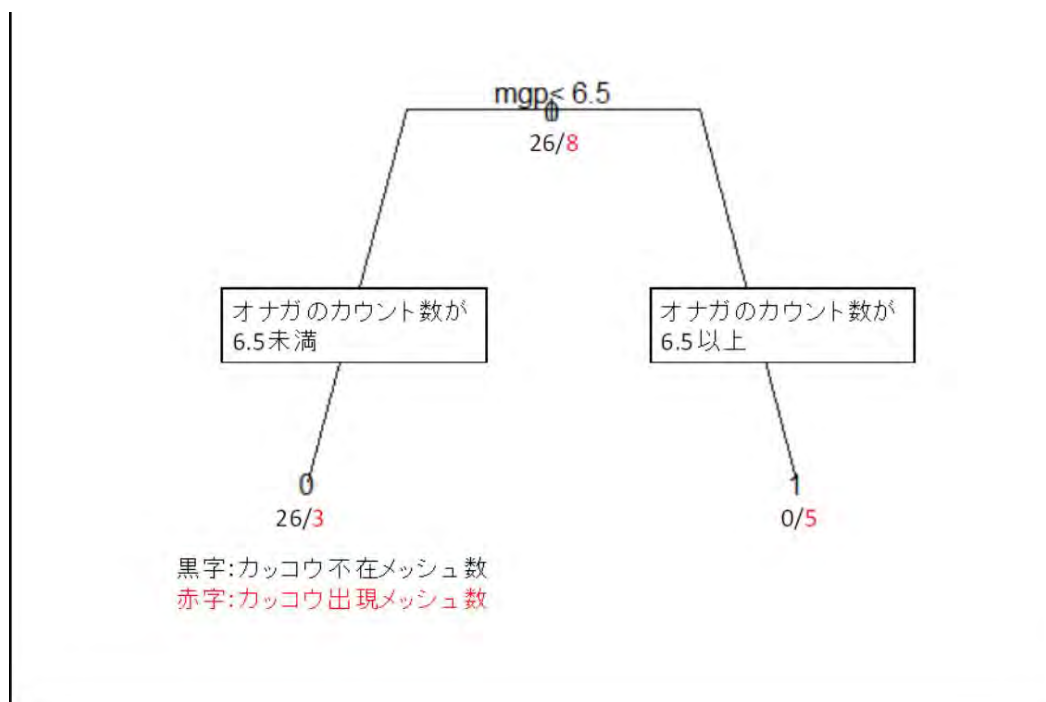 mgp< 6.5
0
26/8
オナガのカウント数が
6.5未満
オナガのカウント数が
6.5以上
0
26/3
1
0/5
黒字:カッコウ不在メッシュ数
赤字:カッコウ出現メッシュ数